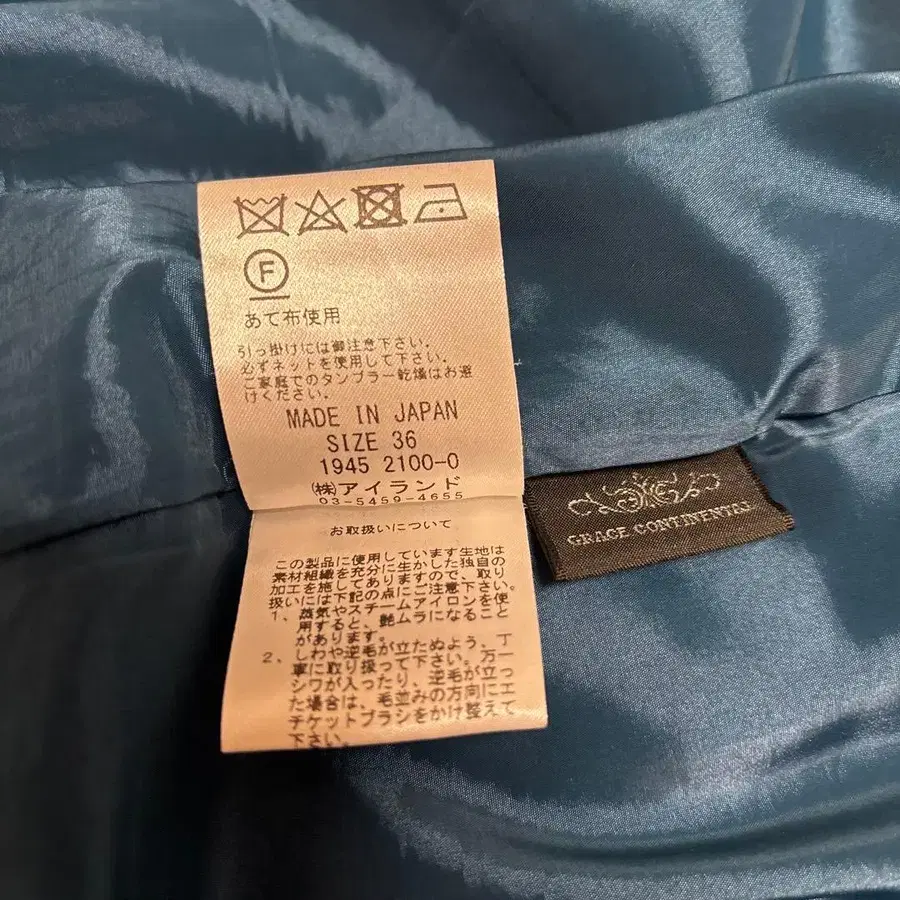 F
あて布使用
引っ掛けには御注意下さい。
必ずネットを使用して下さい。
ご家庭でのタンブラー乾燥はお避
けください。
MADE IN JAPAN
SIZE 36
1945 2100-0
㈱アイランド
03-5459-4655
お取扱いについて
この製品に使用しています生地は
素材組織を充分に生かした独自の
加工を施してありますので、取り
扱いには下記の点にご注意下さい。
1、蒸気やスチームアイロンを使
用すると、艶ムラになること
があります。
2、しわや逆毛が立たぬよう、丁
寧に取り扱って下さい。万一
シワが入ったり、逆毛が立っ
た場合は、毛並みの方向にエ
チケットブラシをかけ整えて
下さい。
GRACE CONTINENTAL